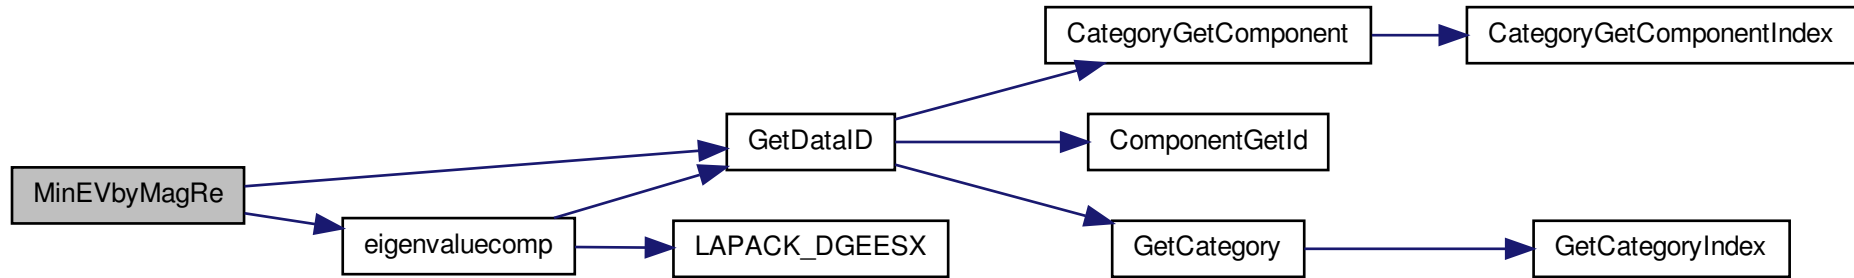 CategoryGetComponent
CategoryGetComponentIndex
GetDataID
ComponentGetId
MinEVbyMagRe
eigenvaluecomp
LAPACK_DGEESX
GetCategory
GetCategoryIndex